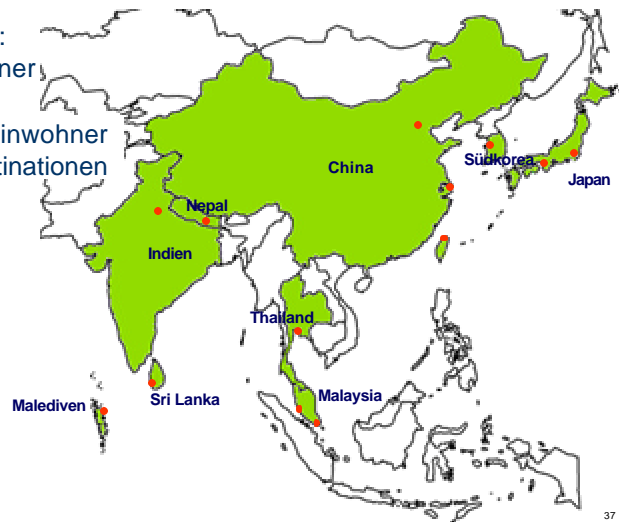 :
ner
inwohner
tinationen
China
Südkorea
Japan
Nepal
Indien
Thailand
Malediven
Sri Lanka
Malaysia
37